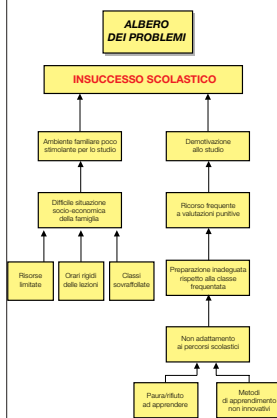 ALBERO
DEI PROBLEMI
INSUCCESSO SCOLASTICO
Ambiente familiare poco
stimolante per lo studio
Demotivazione
allo studio
Difficile situazione
socio-economica
della famiglia
Ricorso frequente
a valutazioni punitive
Risorse
limitate
Orari rigidi
delle lezioni
Classi
sovraffollate
Preparazione inadeguata
rispetto alla classe
frequentata
Non adattamento
ai percorsi scolastici
Paura/rifiuto
ad apprendere
Metodi
di apprendimento
non innovativi